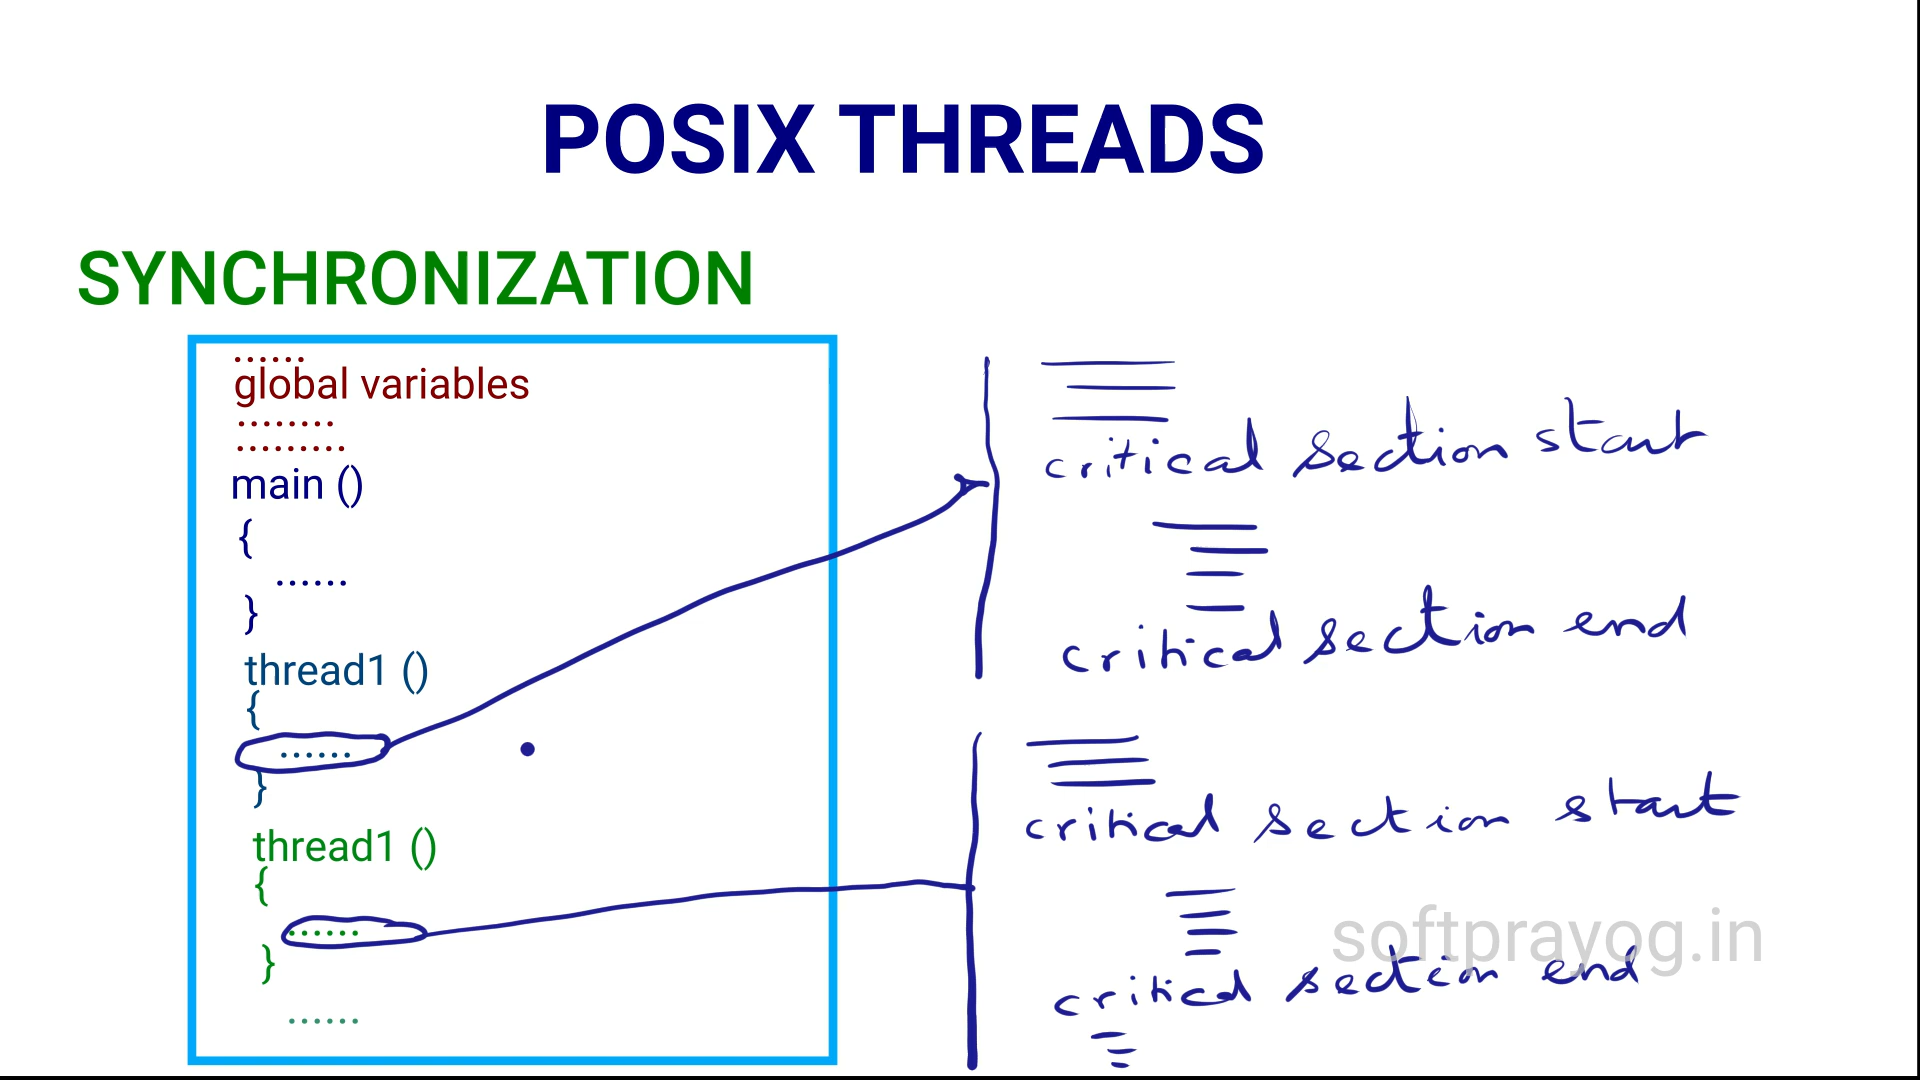 POSIX THREADS
SYNCHRONIZATION
......
global variables
........
.........
main ()
{
......
}
thread1 ()
{
......
}
thread1 ()
{
......
}
......
critical section start
critical section end
critical section start
critical section end
softprayog.in